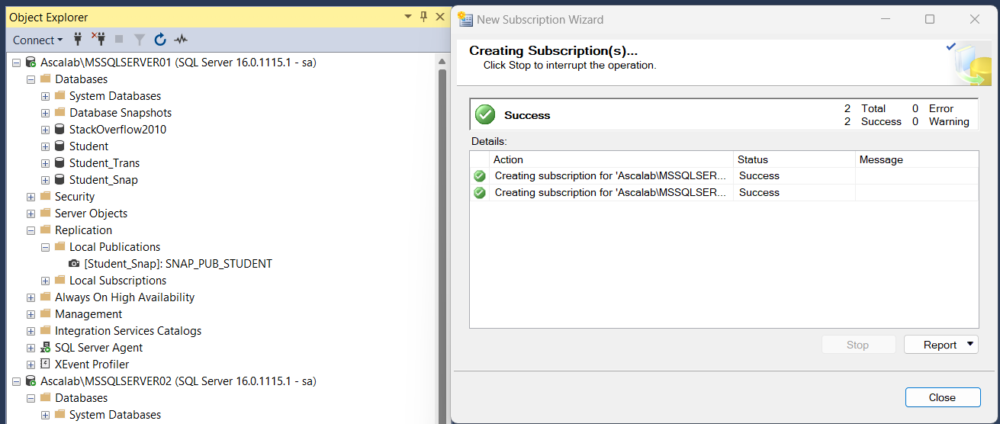 Object Explorer
Connect
Ascalab\MSSQLSERVER01 (SQL Server 16.0.1115.1 - sa)
Databases
System Databases
Database Snapshots
StackOverflow2010
Student
Student_Trans
Student_Snap
Security
Server Objects
Replication
Local Publications
[Student_Snap]: SNAP_PUB_STUDENT
Local Subscriptions
Always On High Availability
Management
Integration Services Catalogs
SQL Server Agent
XEvent Profiler
Ascalab\MSSQLSERVER02 (SQL Server 16.0.1115.1 - sa)
Databases
System Databases
New Subscription Wizard
Creating Subscription(s)...
Click Stop to interrupt the operation.
Success
2 Total 0 Error
2 Success 0 Warning
Details:
Action Status Message
Creating subscription for 'Ascalab\MSSQLSER... Success
Creating subscription for 'Ascalab\MSSQLSER... Success
Stop Report
Close